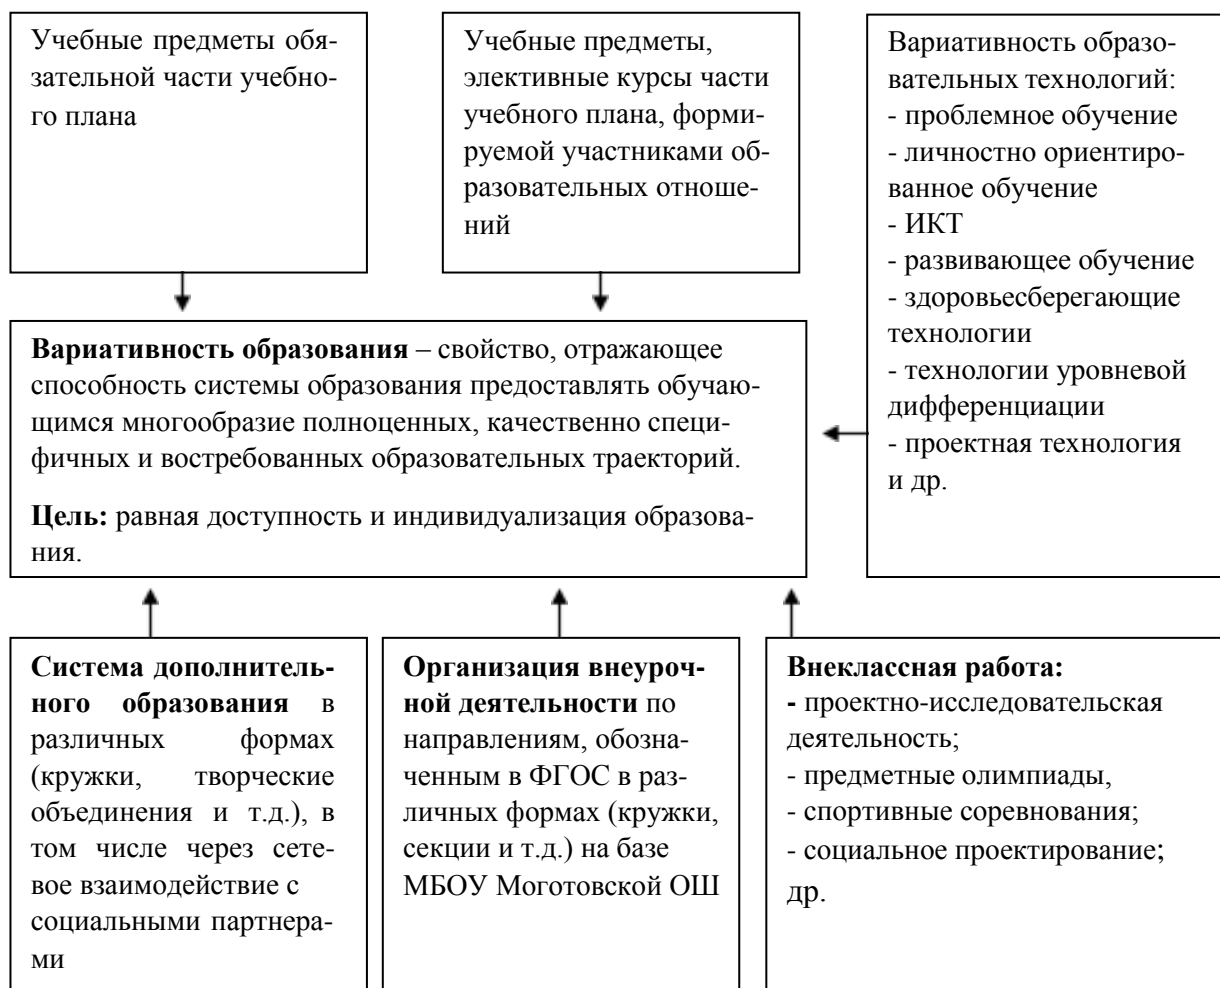 Учебные предметы обя-
зательной части учебно-
го плана
Учебные предметы,
элективные курсы части
учебного плана, форми-
руемой участниками об-
разовательных отноше-
ний
Вариативность образо-
вательных технологий:
- проблемное обучение
- личностно ориентиро-
ванное обучение
- ИКТ
- развивающее обучение
- здоровьесберегающие
технологии
- технологии уровневой
дифференциации
- проектная технология
и др.
Вариативность образования – свойство, отражающее
способность системы образования предоставлять обучаю-
щимся многообразие полноценных, качественно специ-
фичных и востребованных образовательных траекторий.
Цель: равная доступность и индивидуализация образова-
ния.
Система дополнитель-
ного образования в
различных формах
(кружки, творческие
объединения и т.д.), в
том числе через сете-
вое взаимодействие с
социальными партнера-
ми
Организация внеуроч-
ной деятельности по
направлениям, обозна-
ченным в ФГОС в раз-
личных формах (кружки,
секции и т.д.) на базе
МБОУ Моготовской ОШ
Внеклассная работа:
- проектно-исследовательская
деятельность;
- предметные олимпиады,
- спортивные соревнования;
- социальное проектирование;
др.